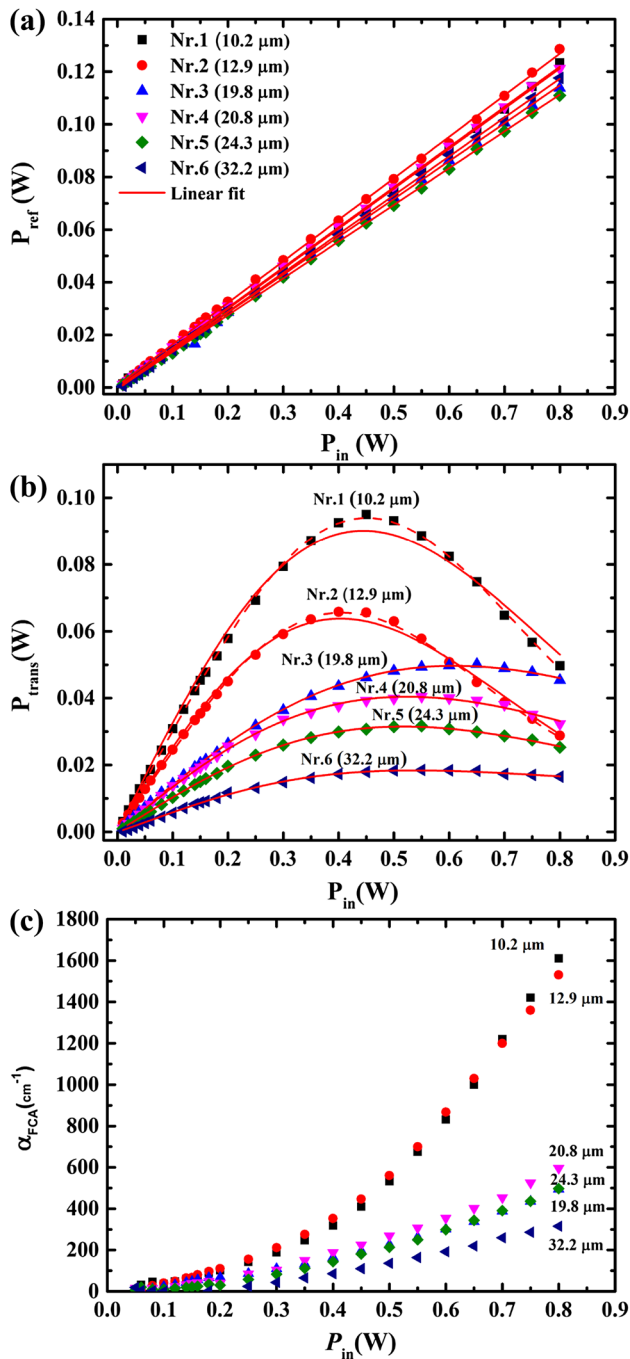 (a)
Nr.1 (10.2 μm)
Nr.2 (12.9 μm)
Nr.3 (19.8 μm)
Nr.4 (20.8 μm)
Nr.5 (24.3 μm)
Nr.6 (32.2 μm)
Linear fit
P_ref (W)
0.14
0.12
0.10
0.08
0.06
0.04
0.02
0.00
0.0 0.1 0.2 0.3 0.4 0.5 0.6 0.7 0.8 0.9
P_in (W)
(b)
Nr.1 (10.2 μm)
Nr.2 (12.9 μm)
Nr.3 (19.8 μm)
Nr.4 (20.8 μm)
Nr.5 (24.3 μm)
Nr.6 (32.2 μm)
P_trans(W)
0.10
0.08
0.06
0.04
0.02
0.00
0.0 0.1 0.2 0.3 0.4 0.5 0.6 0.7 0.8 0.9
P_in(W)
(c)
10.2 μm
12.9 μm
20.8 μm
24.3 μm
19.8 μm
32.2 μm
α_FCA(cm⁻¹)
1800
1600
1400
1200
1000
800
600
400
200
0
0.0 0.1 0.2 0.3 0.4 0.5 0.6 0.7 0.8 0.9
P_in(W)